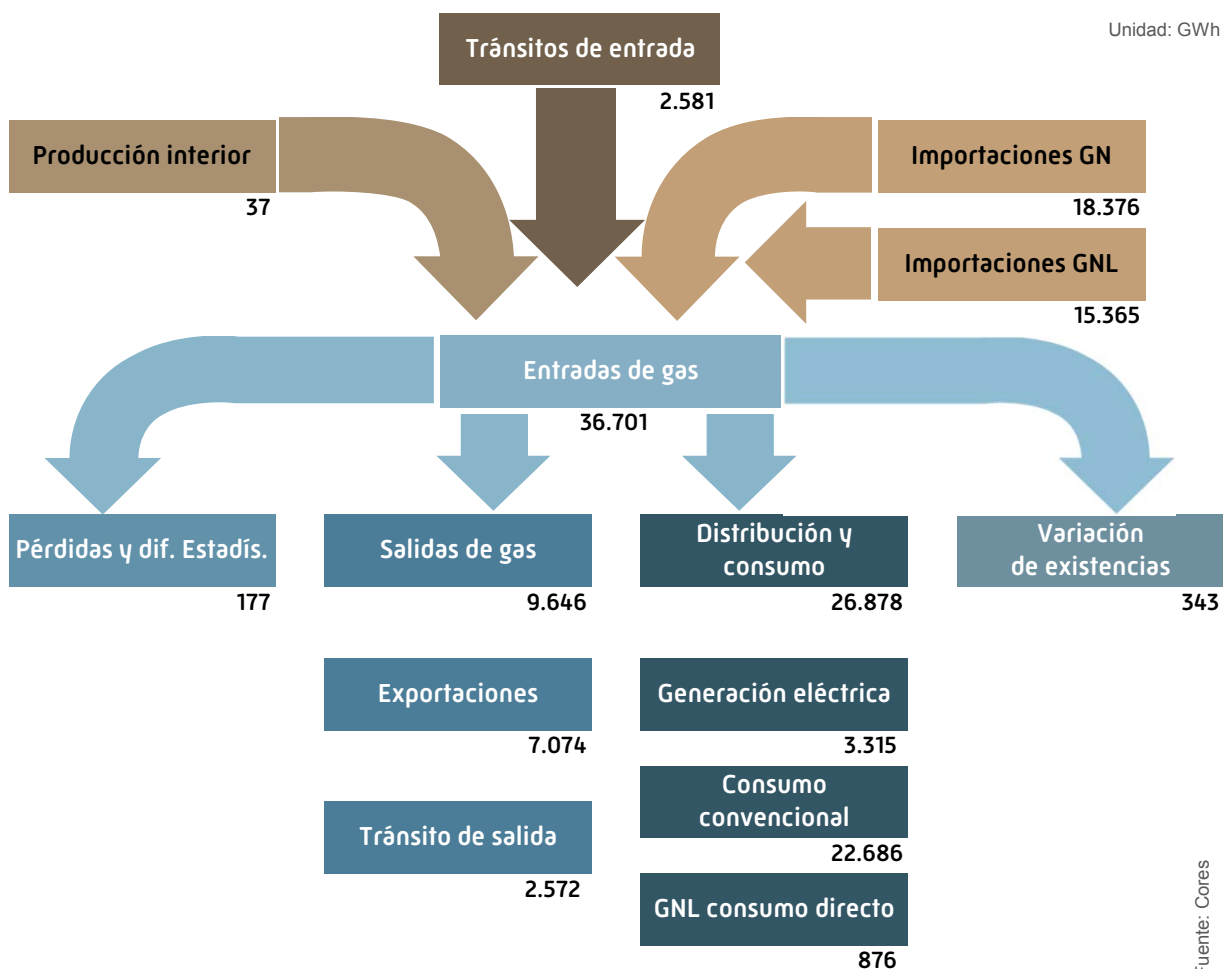 Unidad: GWh
Tránsitos de entrada
2.581
Producción interior
37
Importaciones GN
18.376
Importaciones GNL
15.365
Entradas de gas
36.701
Pérdidas y dif. Estadís.
177
Salidas de gas
9.646
Distribución y
consumo
26.878
Variación
de existencias
343
Exportaciones
7.074
Tránsito de salida
2.572
Generación eléctrica
3.315
Consumo
convencional
22.686
GNL consumo directo
876
Fuente: Cores